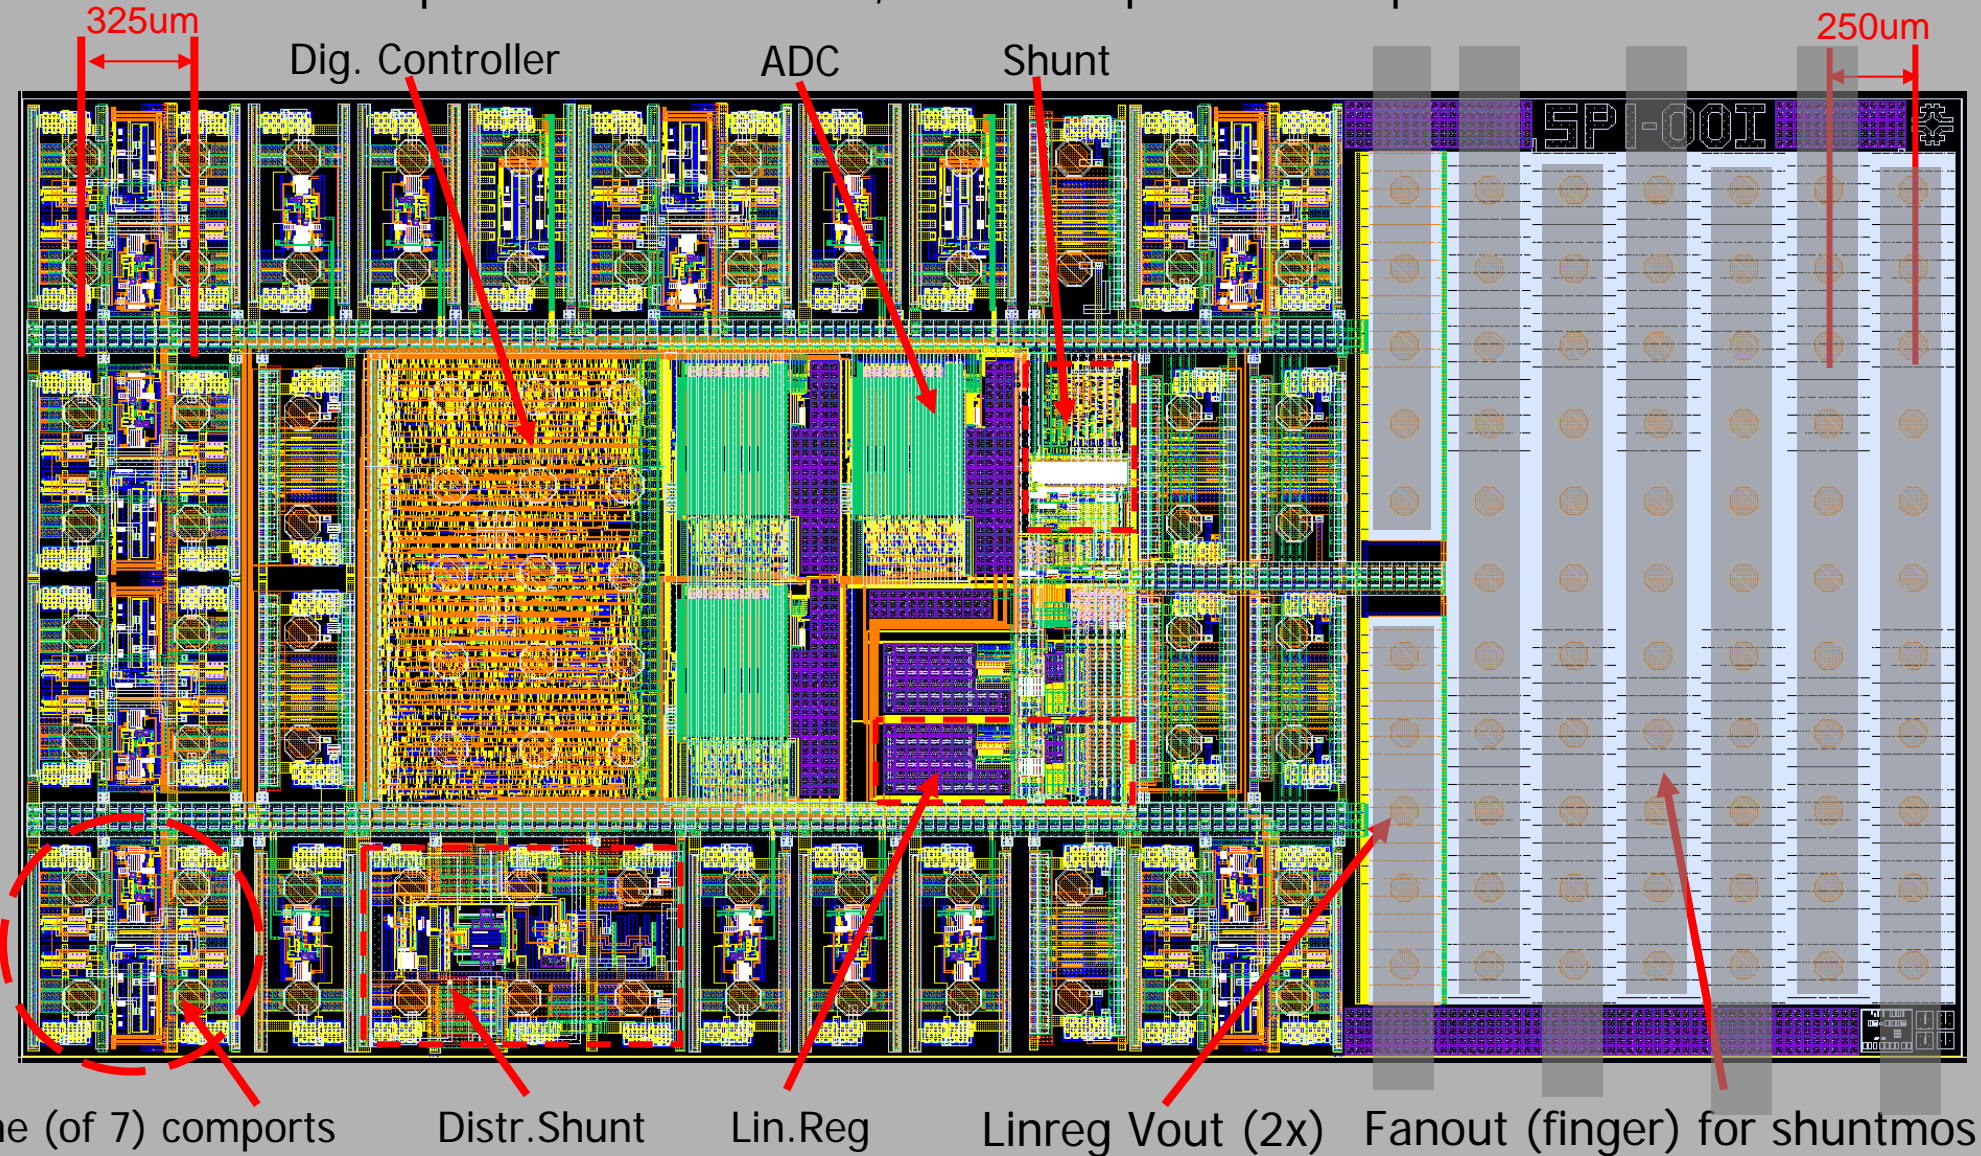 325um
250um
Dig. Controller
ADC
Shunt
SPI-001
(of 7) comports
Distr.Shunt
Lin.Reg
Linreg Vout (2x)
Fanout (finger) for shuntmos